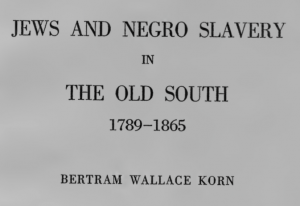 JEWS AND NEGRO SLAVERY
IN
THE OLD SOUTH
1789–1865
BERTRAM WALLACE KORN